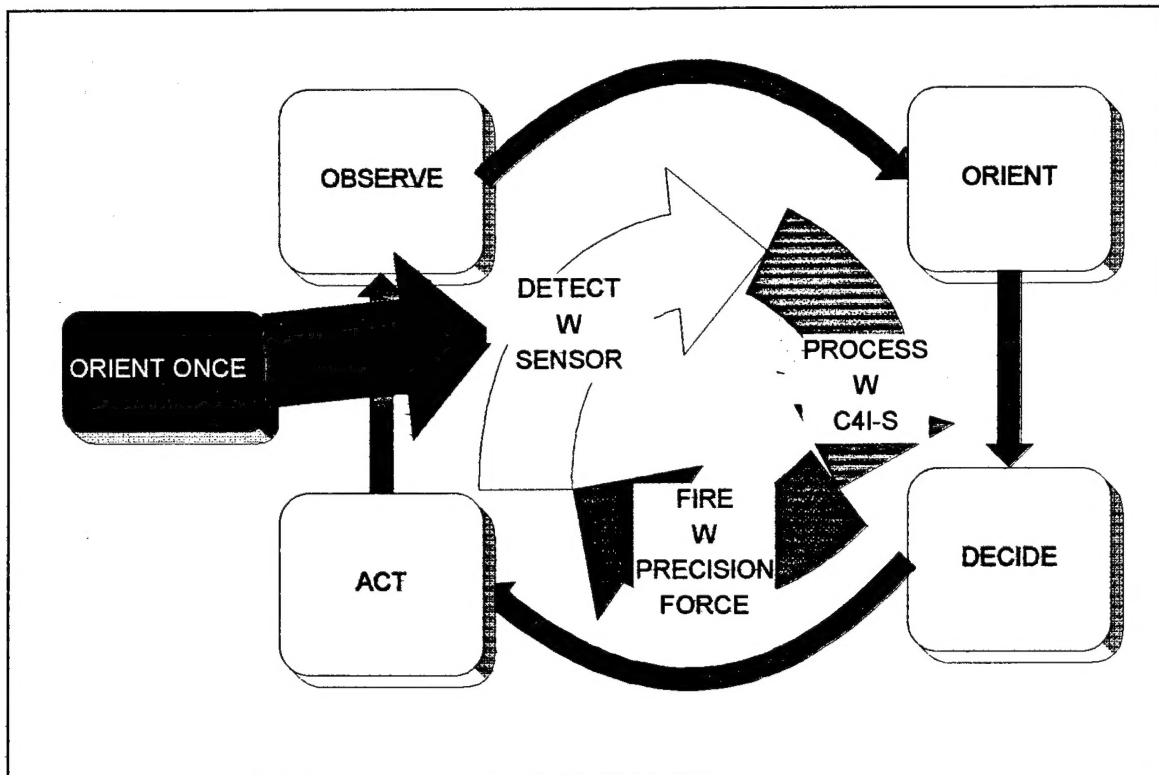 OBSERVE
ORIENT
DETECT
W
SENSOR
ORIENT ONCE
PROCESS
W
C4I-S
FIRE
W
PRECISION
FORCE
ACT
DECIDE